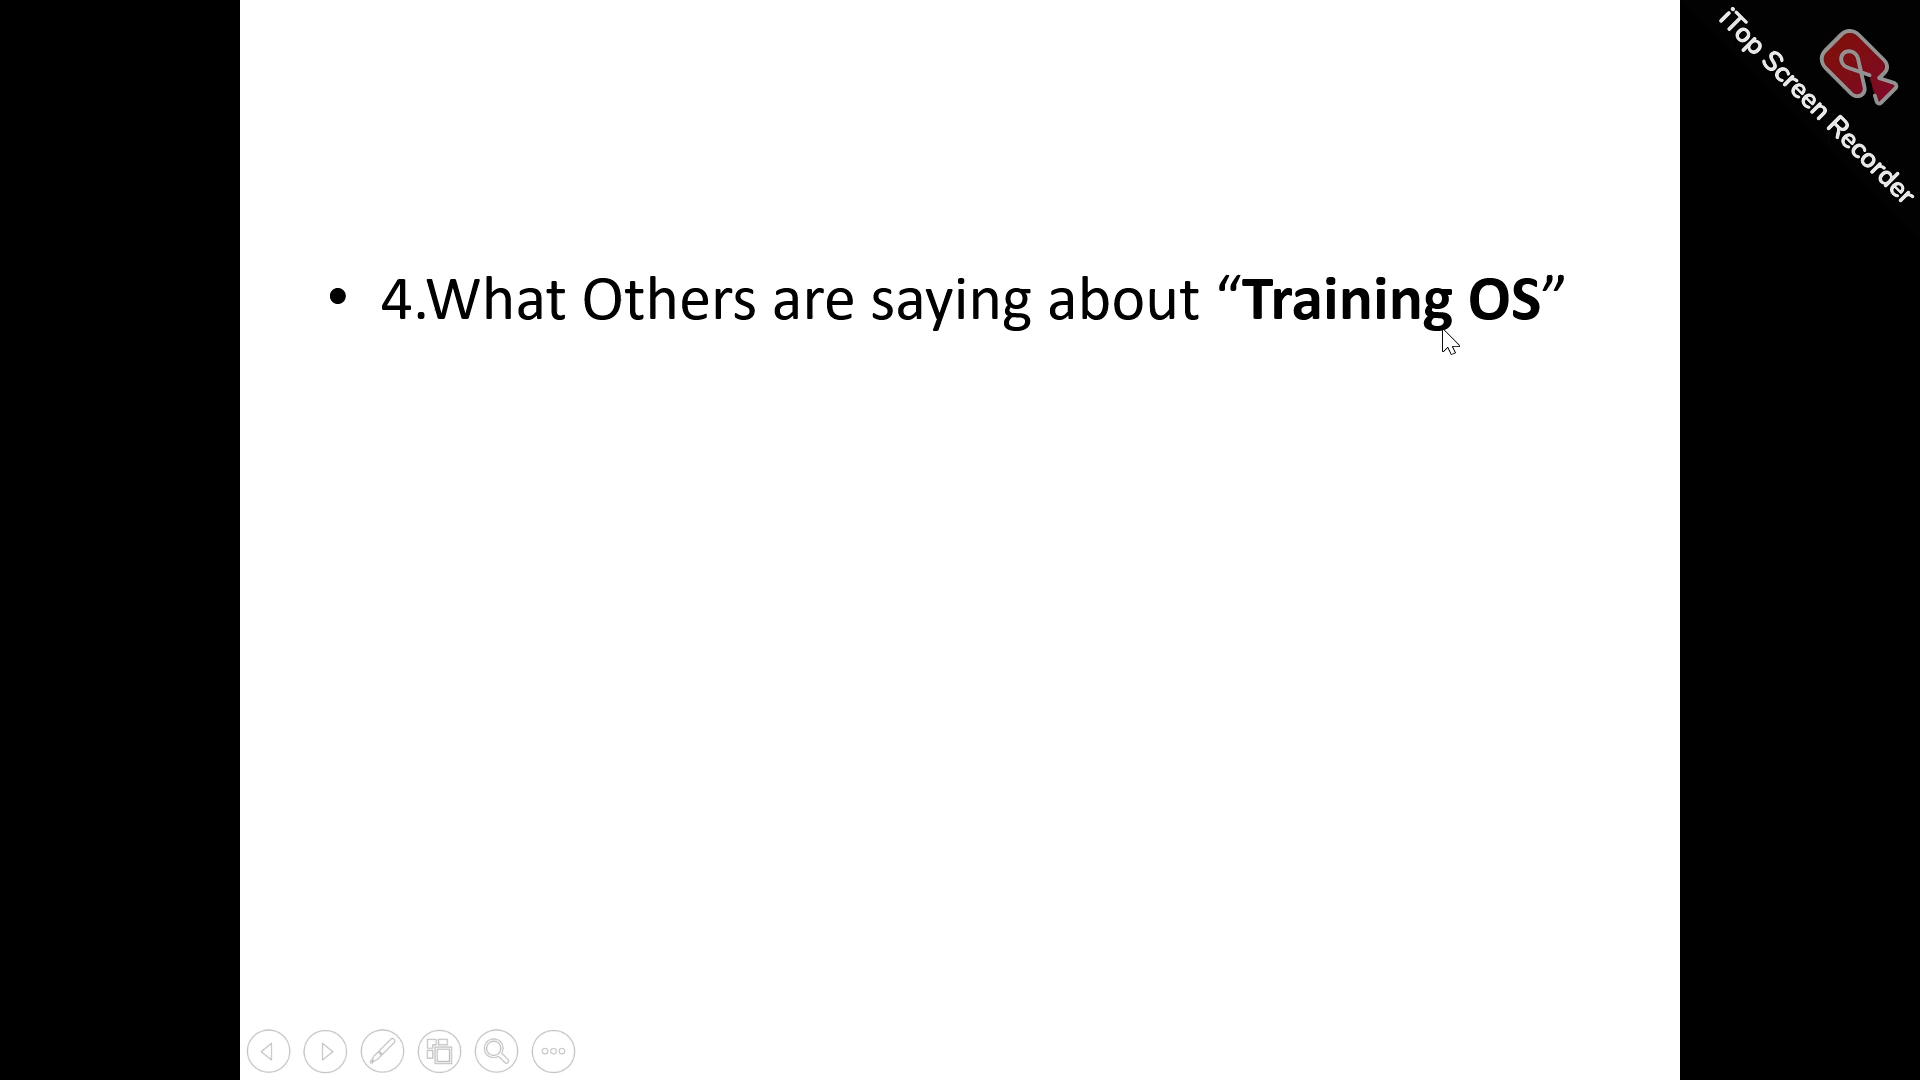 iTop Screen Recorder
• 4.What Others are saying about “Training OS”